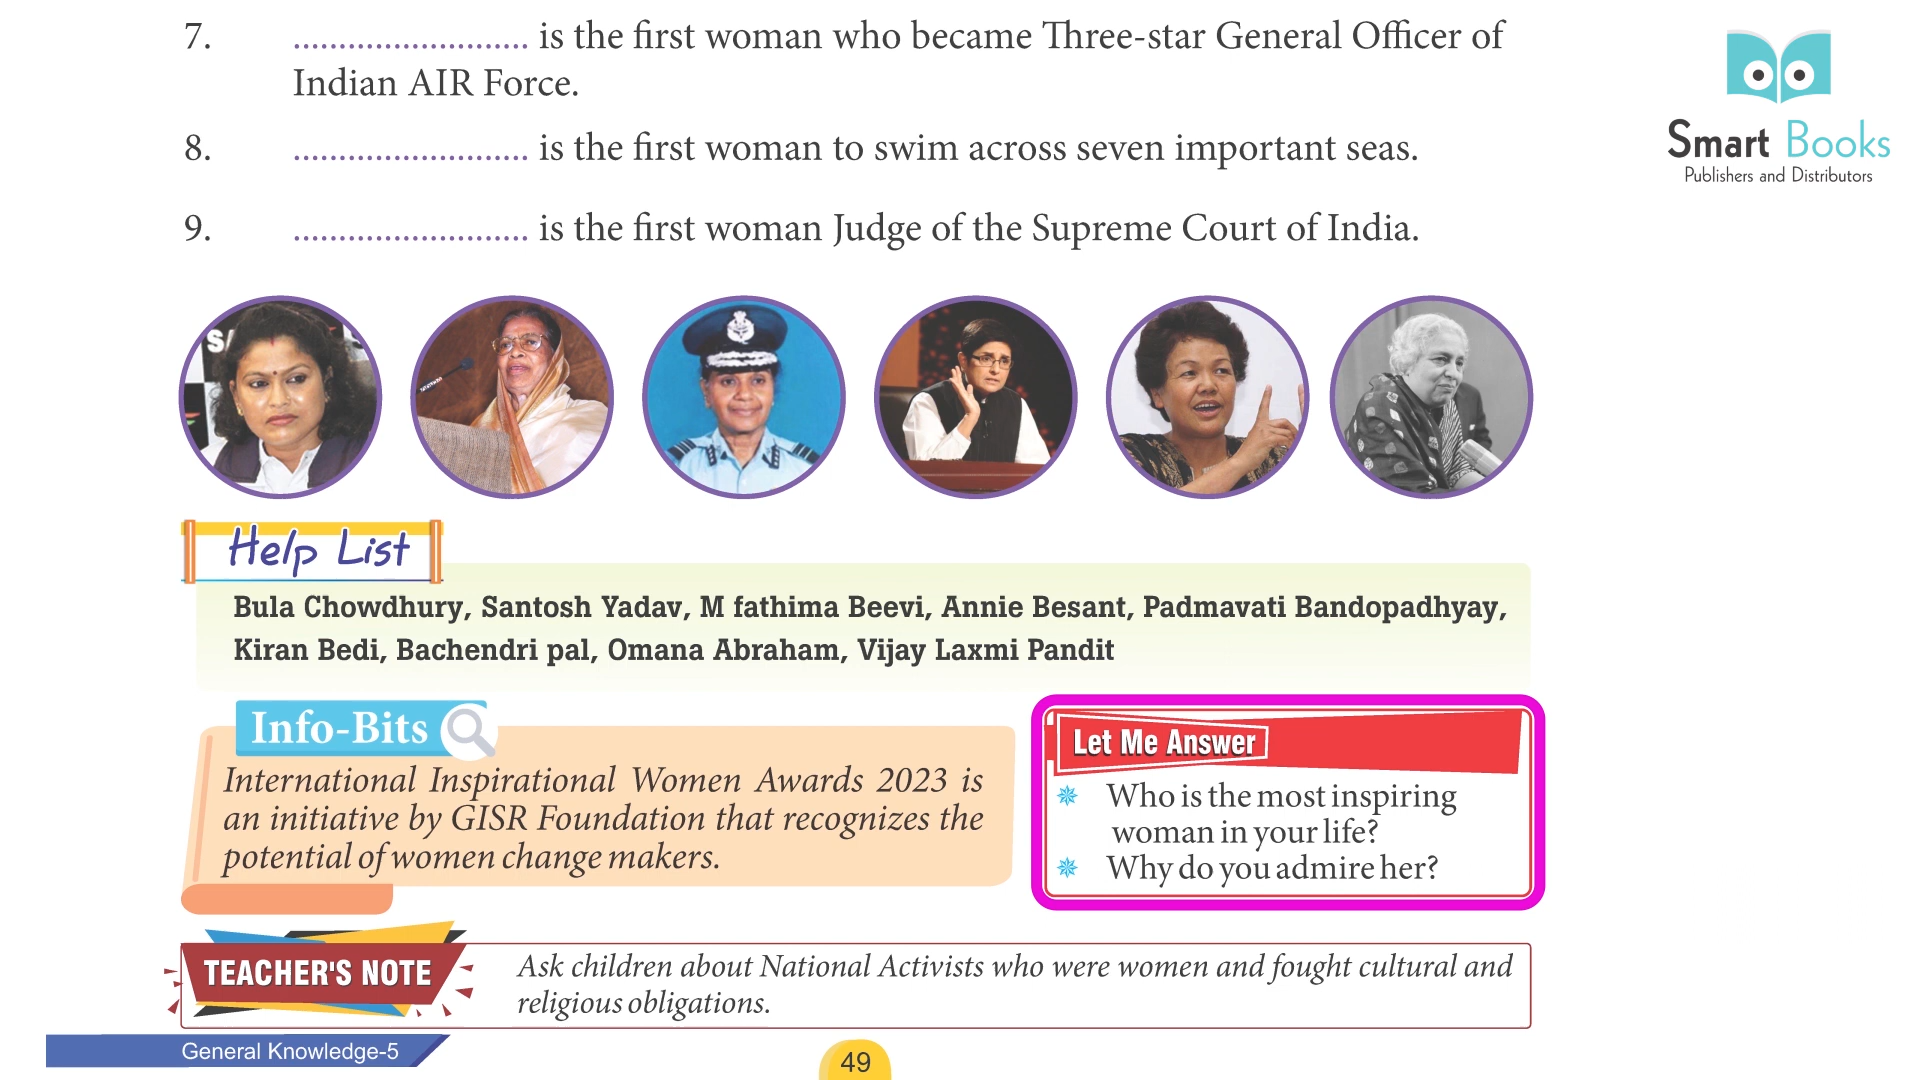 7. .......................... is the first woman who became Three-star General Officer of
Indian AIR Force.
8. .......................... is the first woman to swim across seven important seas.
9. .......................... is the first woman Judge of the Supreme Court of India.
Smart Books
Publishers and Distributors
Help List
Bula Chowdhury, Santosh Yadav, M fathima Beevi, Annie Besant, Padmavati Bandopadhyay,
Kiran Bedi, Bachendri pal, Omana Abraham, Vijay Laxmi Pandit
Info-Bits
International Inspirational Women Awards 2023 is
an initiative by GISR Foundation that recognizes the
potential of women change makers.
Let Me Answer
Who is the most inspiring
woman in your life?
Why do you admire her?
TEACHER'S NOTE
Ask children about National Activists who were women and fought cultural and
religious obligations.
General Knowledge-5
49